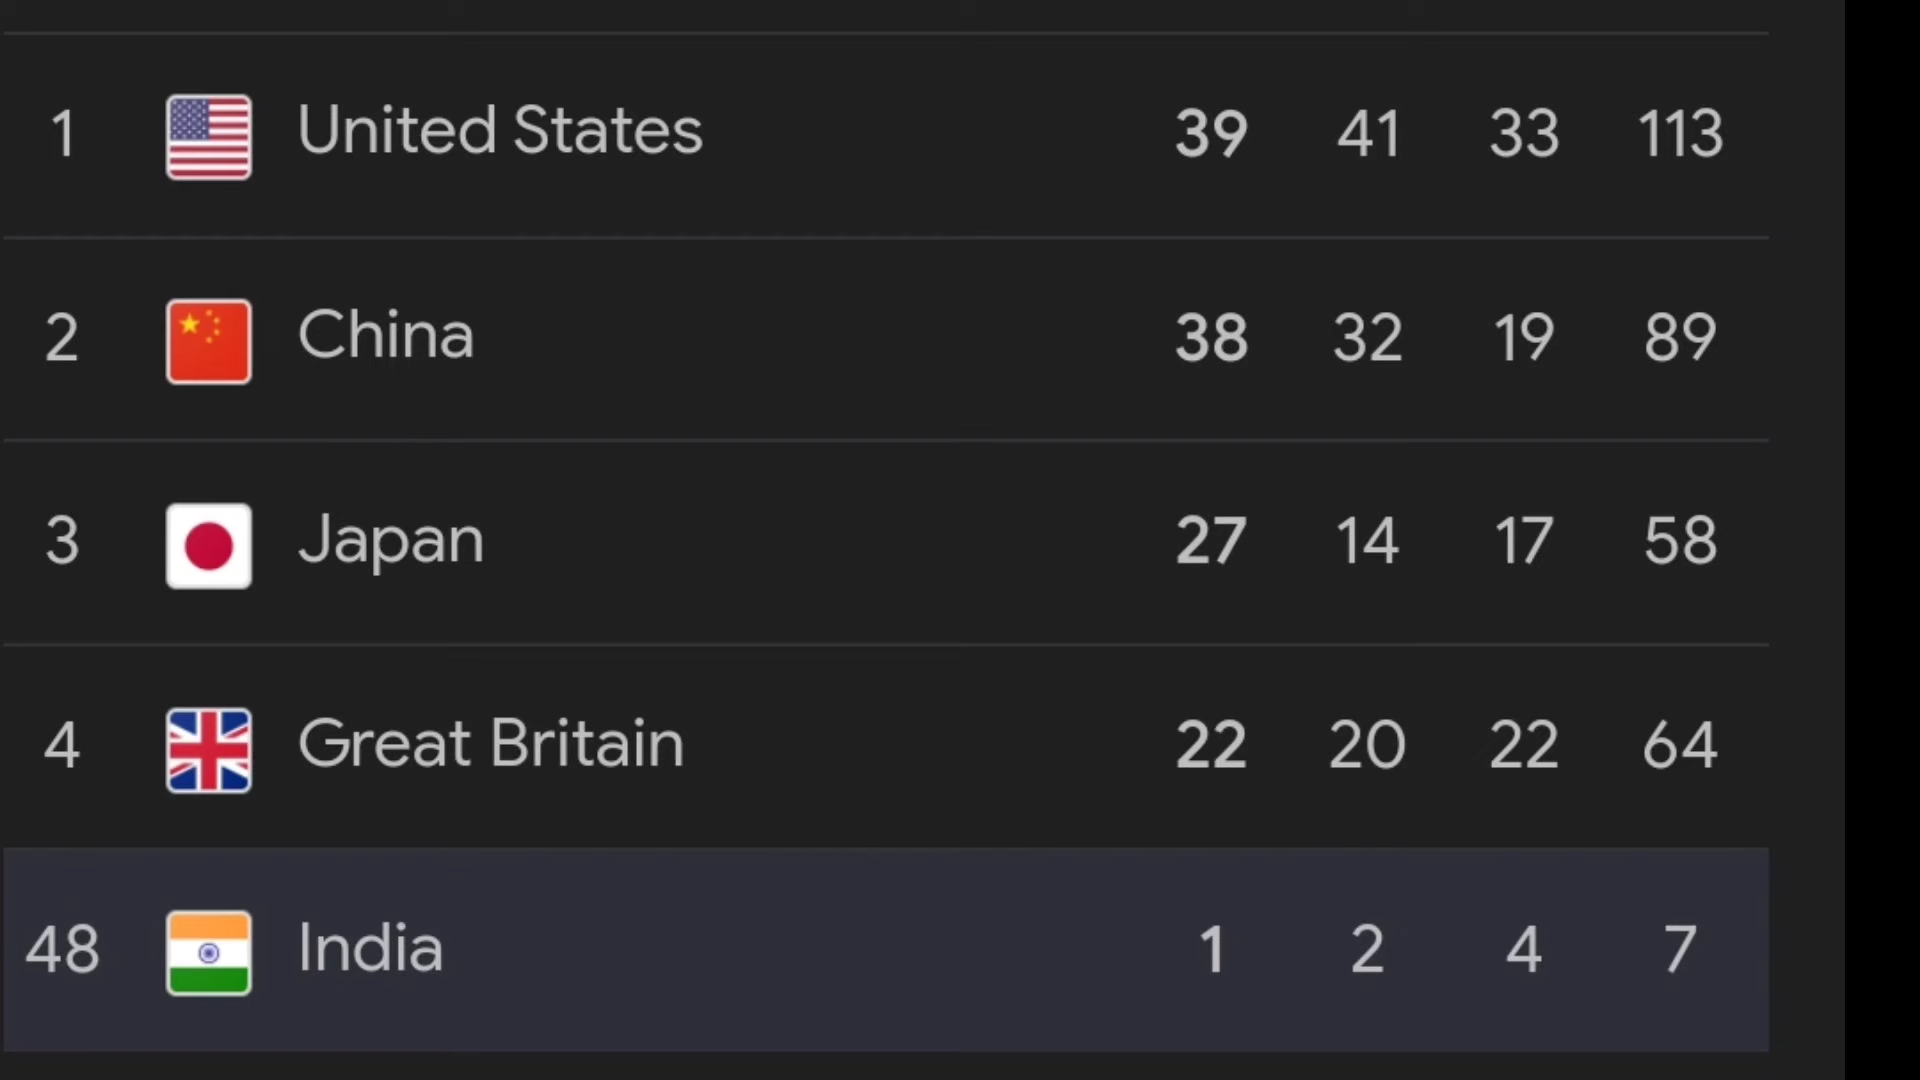 1 United States 39 41 33 113
2 China 38 32 19 89
3 Japan 27 14 17 58
4 Great Britain 22 20 22 64
48 India 1 2 4 7